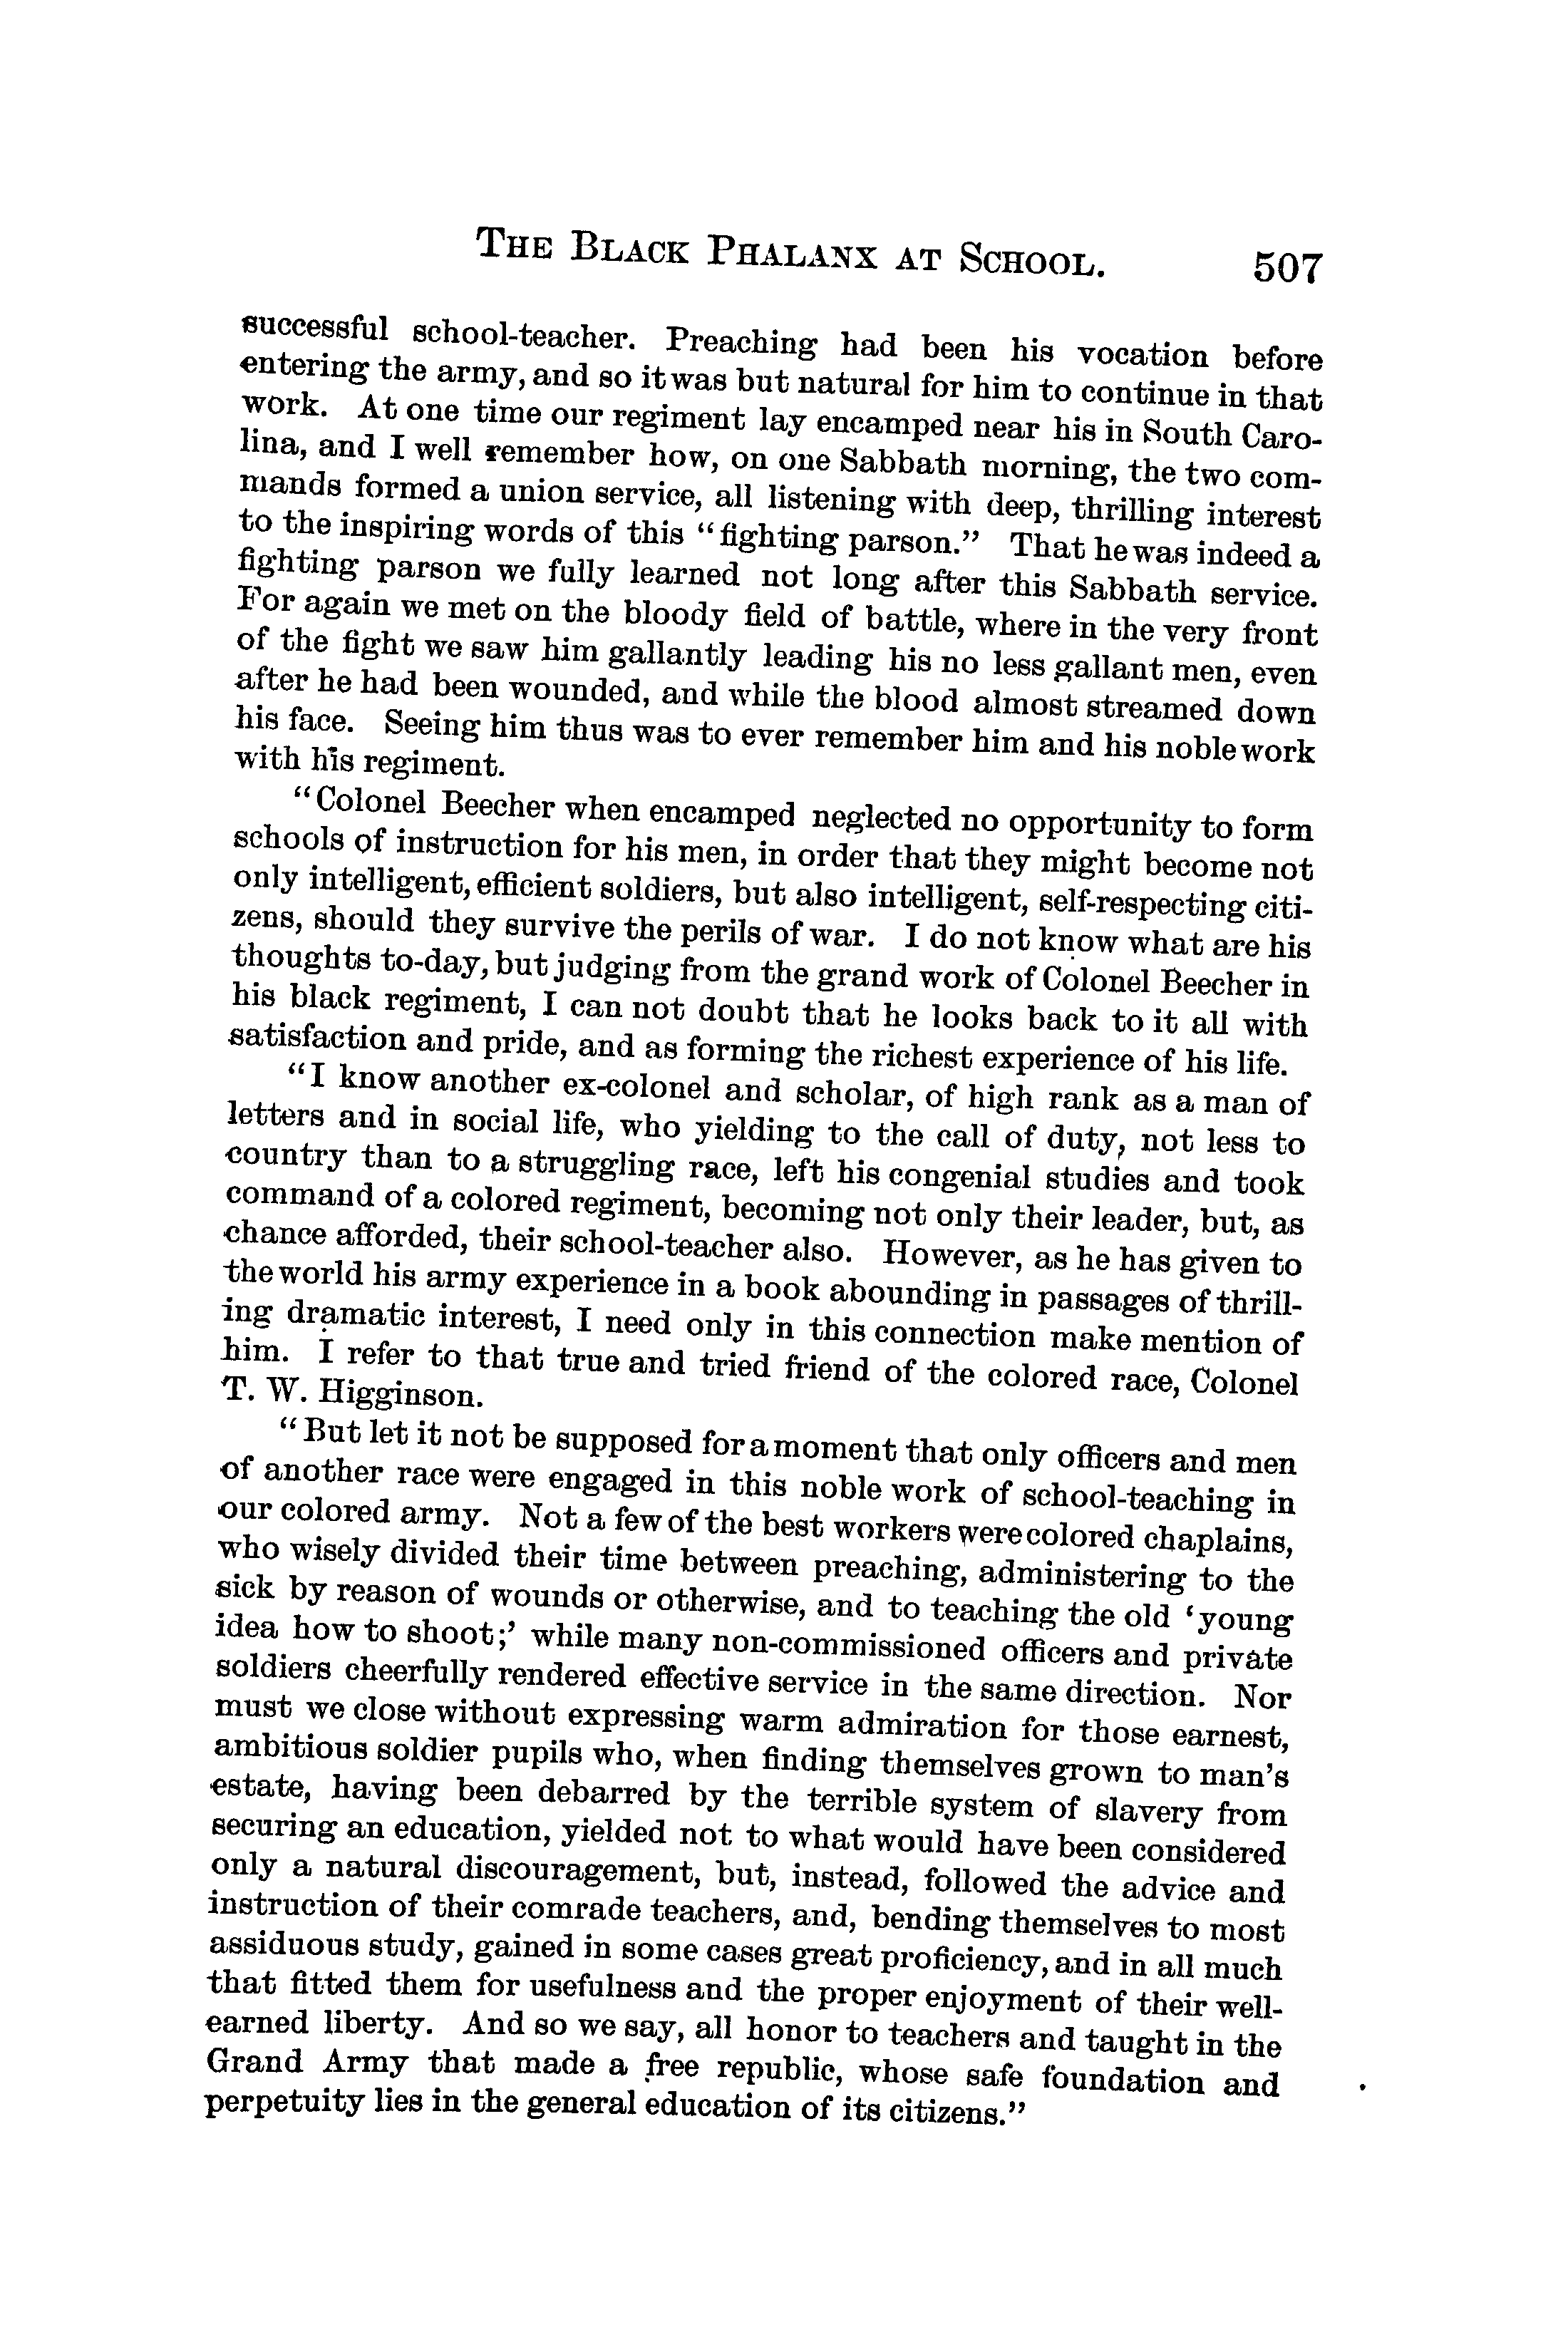 THE BLACK PHALANX AT SCHOOL. 507
successful school-teacher. Preaching had been his vocation before
entering the army, and so it was but natural for him to continue in that
work. At one time our regiment lay encamped near his in South Caro-
lina, and I well remember how, on one Sabbath morning, the two com-
mands formed a union service, all listening with deep, thrilling interest
to the inspiring words of this “fighting parson.” That he was indeed a
fighting parson we fully learned not long after this Sabbath service.
For again we met on the bloody field of battle, where in the very front
of the fight we saw him gallantly leading his no less gallant men, even
after he had been wounded, and while the blood almost streamed down
his face. Seeing him thus was to ever remember him and his noble work
with his regiment.
“Colonel Beecher when encamped neglected no opportunity to form
schools of instruction for his men, in order that they might become not
only intelligent, efficient soldiers, but also intelligent, self-respecting citi-
zens, should they survive the perils of war. I do not know what are his
thoughts to-day, but judging from the grand work of Colonel Beecher in
his black regiment, I can not doubt that he looks back to it all with
satisfaction and pride, and as forming the richest experience of his life.
“I know another ex-colonel and scholar, of high rank as a man of
letters and in social life, who yielding to the call of duty, not less to
country than to a struggling race, left his congenial studies and took
command of a colored regiment, becoming not only their leader, but, as
chance afforded, their school-teacher also. However, as he has given to
the world his army experience in a book abounding in passages of thrill-
ing dramatic interest, I need only in this connection make mention of
him. I refer to that true and tried friend of the colored race, Colonel
T. W. Higginson.
“But let it not be supposed for a moment that only officers and men
of another race were engaged in this noble work of school-teaching in
our colored army. Not a few of the best workers were colored chaplains,
who wisely divided their time between preaching, administering to the
sick by reason of wounds or otherwise, and to teaching the old ‘young
idea how to shoot;’ while many non-commissioned officers and private
soldiers cheerfully rendered effective service in the same direction. Nor
must we close without expressing warm admiration for those earnest,
ambitious soldier pupils who, when finding themselves grown to man’s
estate, having been debarred by the terrible system of slavery from
securing an education, yielded not to what would have been considered
only a natural discouragement, but, instead, followed the advice and
instruction of their comrade teachers, and, bending themselves to most
assiduous study, gained in some cases great proficiency, and in all much
that fitted them for usefulness and the proper enjoyment of their well-
earned liberty. And so we say, all honor to teachers and taught in the
Grand Army that made a free republic, whose safe foundation and
perpetuity lies in the general education of its citizens.”